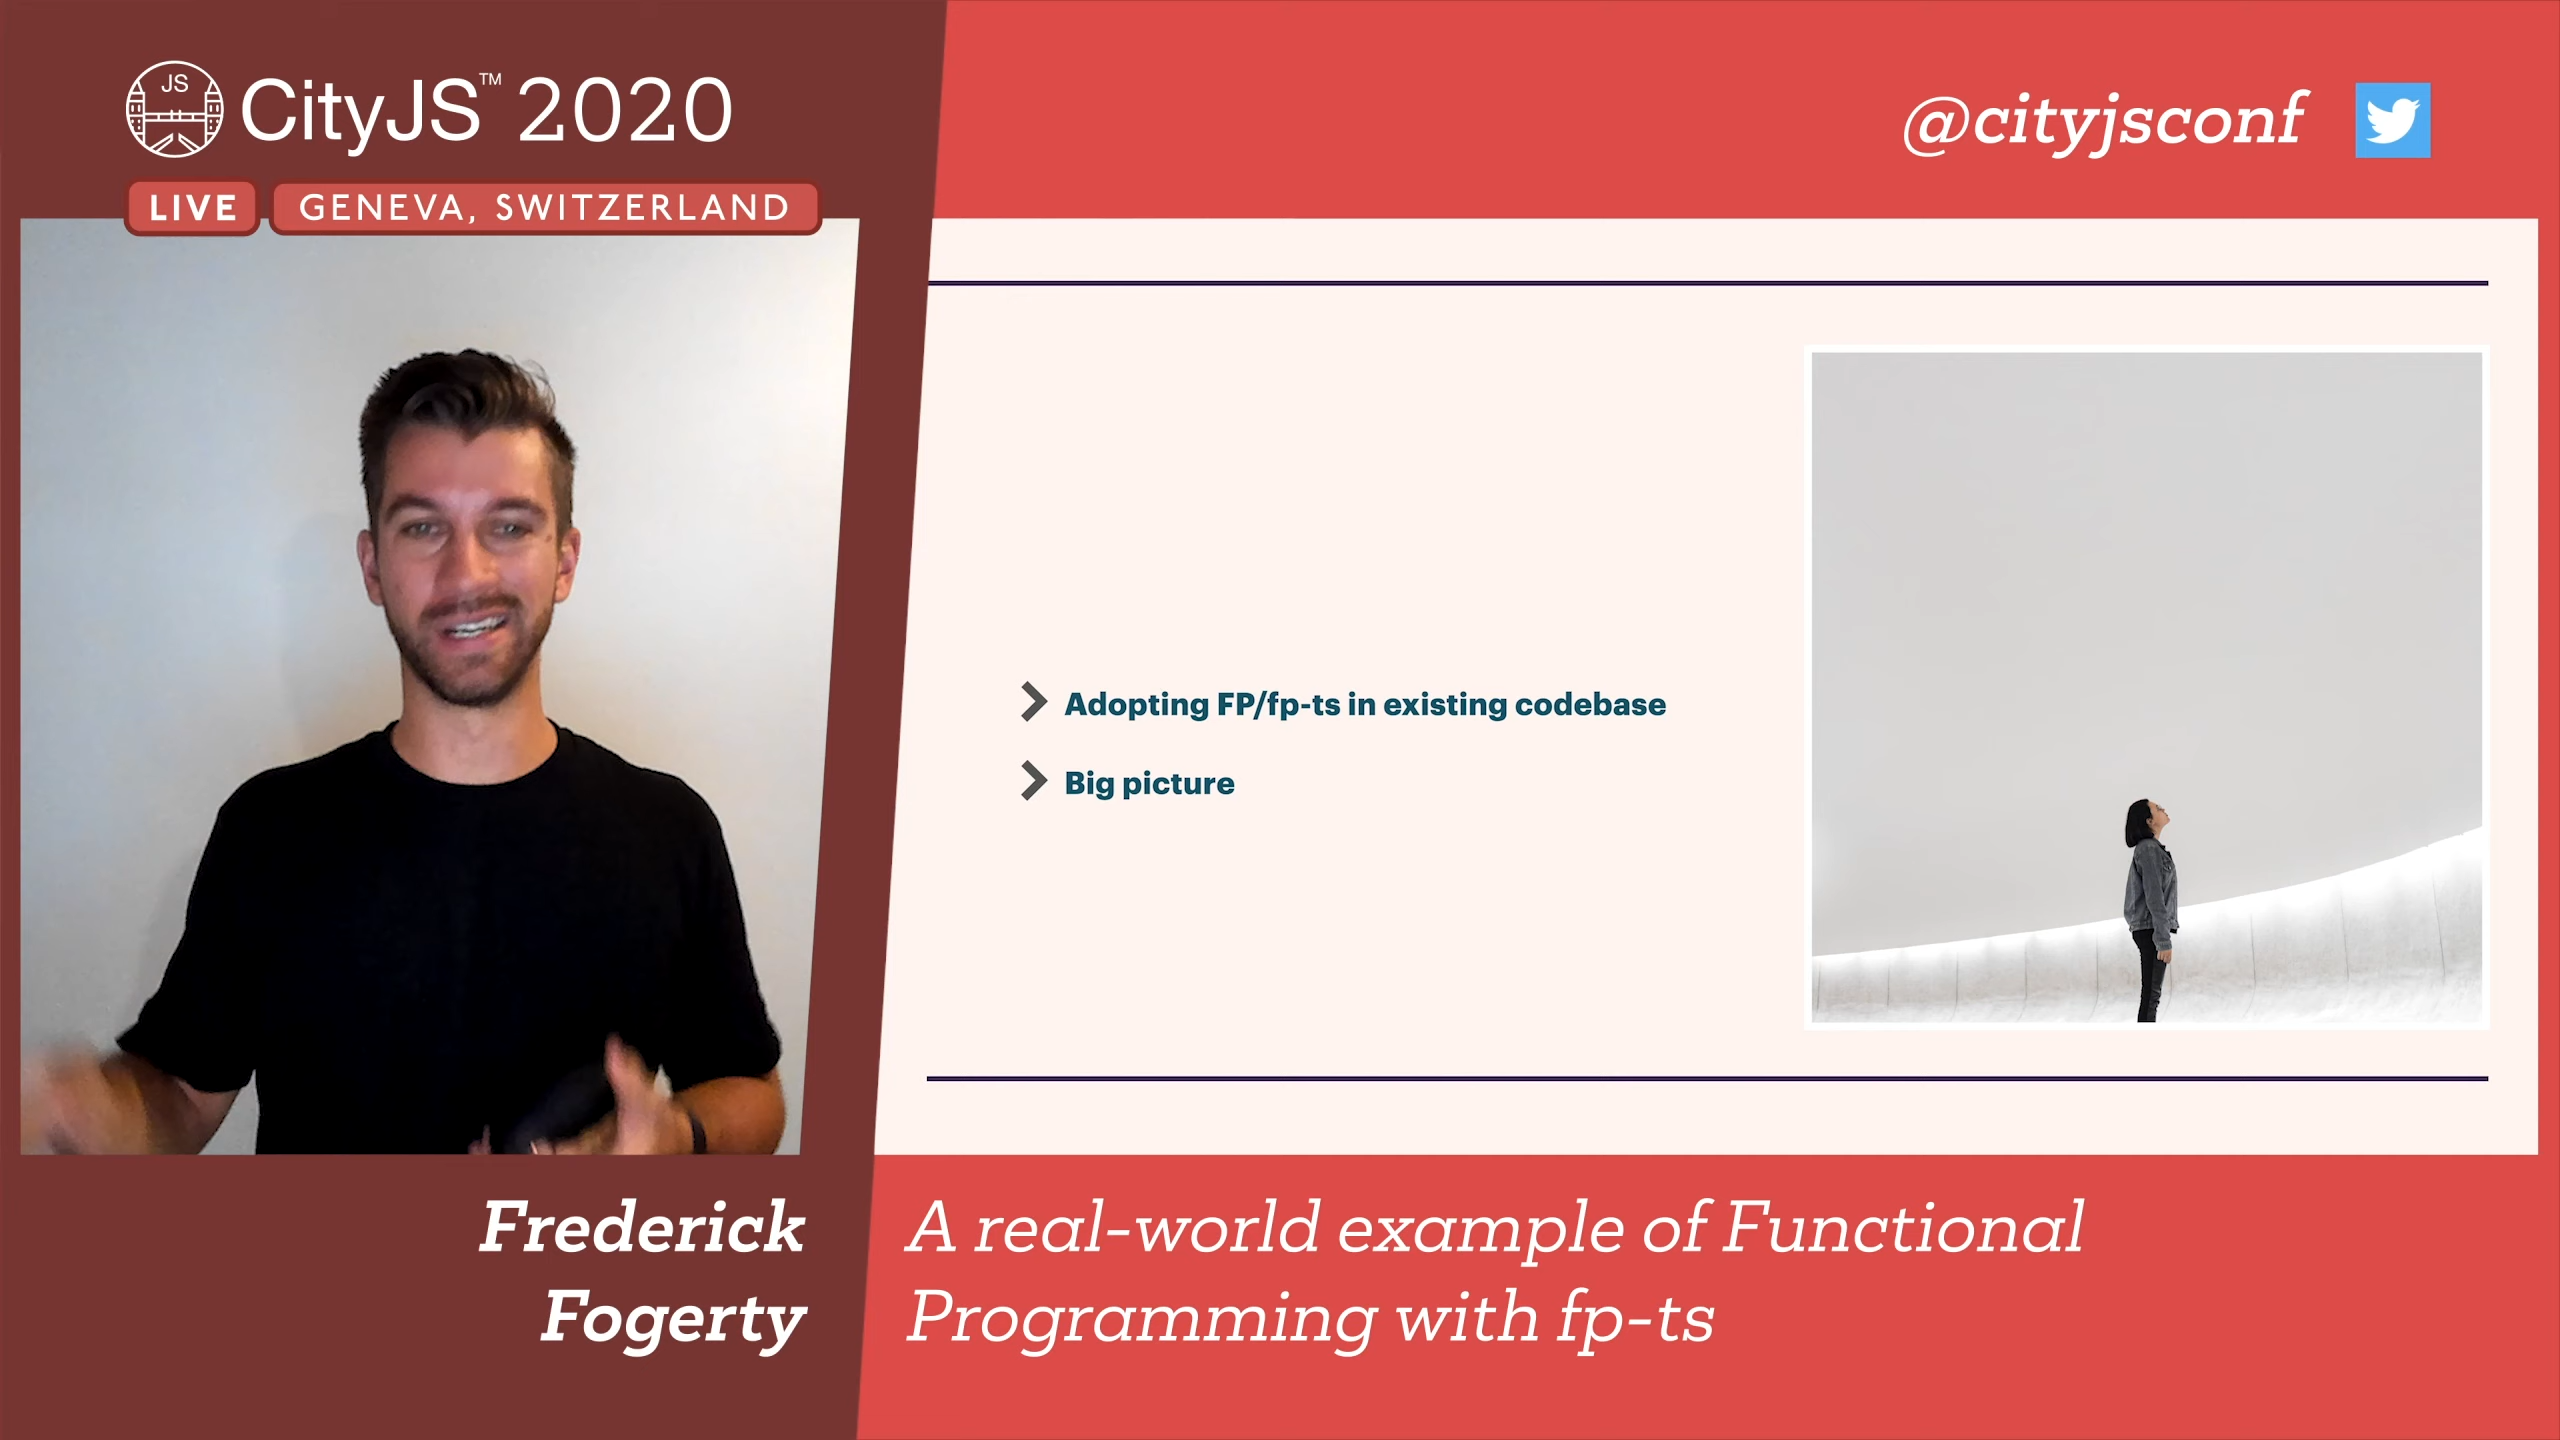 JS
CityJS™ 2020
LIVE
GENEVA, SWITZERLAND
@cityjsconf
Adopting FP/fp-ts in existing codebase
Big picture
Frederick
Fogerty
A real-world example of Functional
Programming with fp-ts